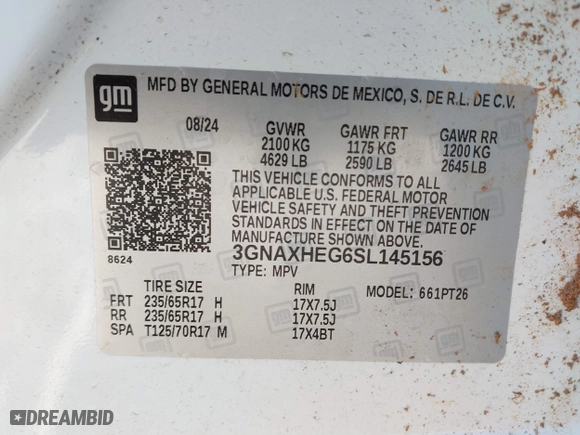 gm
MFD BY GENERAL MOTORS DE MEXICO, S. DE R.L. DE C.V.
08/24 GVWR GAWR FRT GAWR RR
2100 KG 1175 KG 1200 KG
4629 LB 2590 LB 2645 LB
THIS VEHICLE CONFORMS TO ALL
APPLICABLE U.S. FEDERAL MOTOR
VEHICLE SAFETY AND THEFT PREVENTION
STANDARDS IN EFFECT ON THE DATE OF
MANUFACTURE SHOWN ABOVE.
8624 3GNAXHEG6SL145156
TYPE: MPV
TIRE SIZE RIM MODEL: 661PT26
FRT 235/65R17 H 17X7.5J
RR 235/65R17 H 17X7.5J
SPA T125/70R17 M 17X4BT
DREAMBID